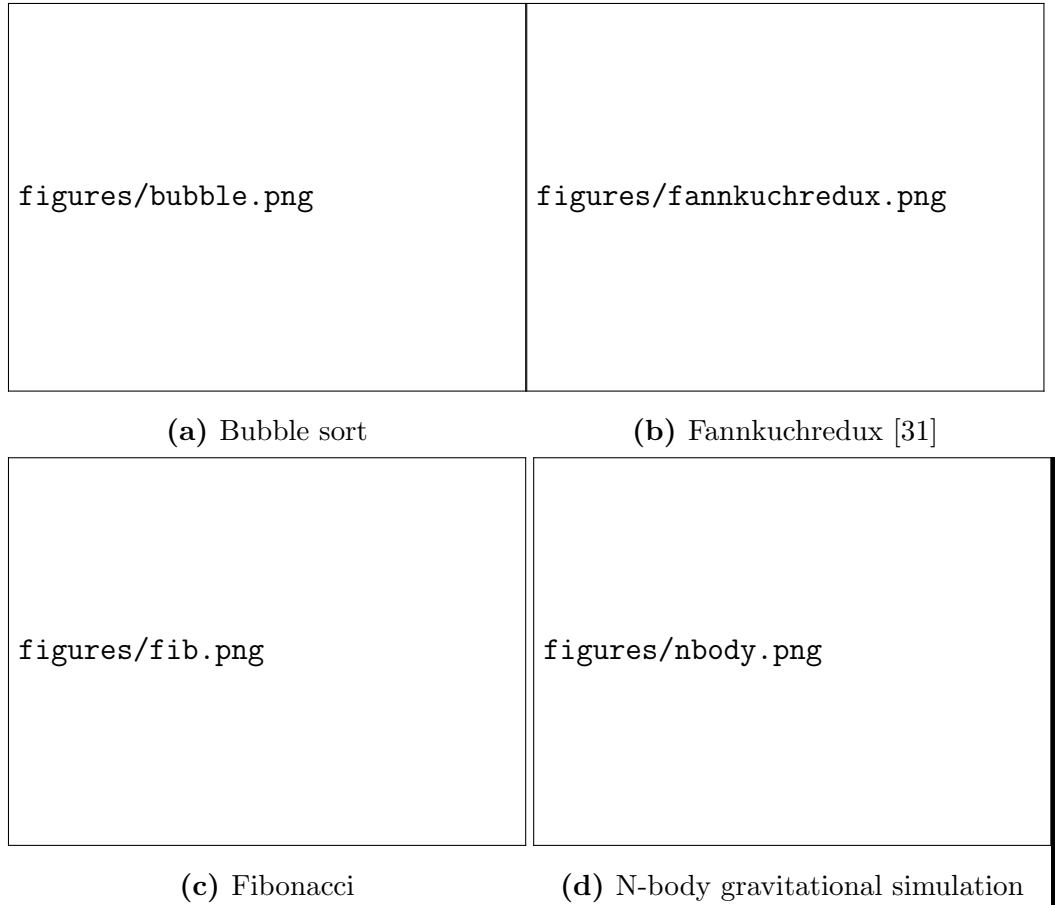 figures/bubble.png
figures/fannkuchredux.png
(a) Bubble sort
(b) Fannkuchredux [31]
figures/fib.png
figures/nbody.png
(c) Fibonacci
(d) N-body gravitational simulation